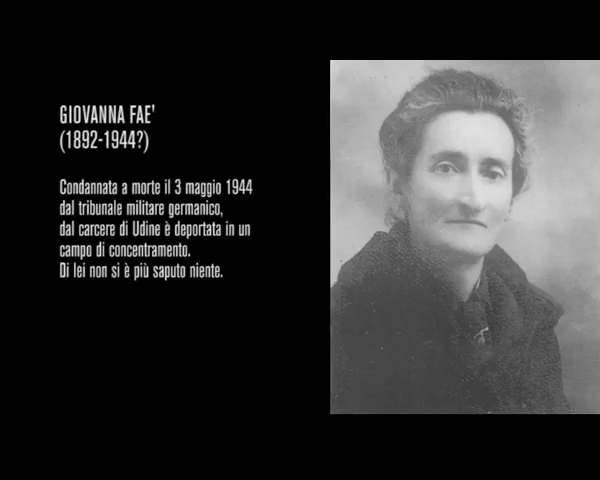 GIOVANNA FAE'
(1892-1944?)
Condannata a morte il 3 maggio 1944
dal tribunale militare germanico,
dal carcere di Udine è deportata in un
campo di concentramento.
Di lei non si è più saputo niente.